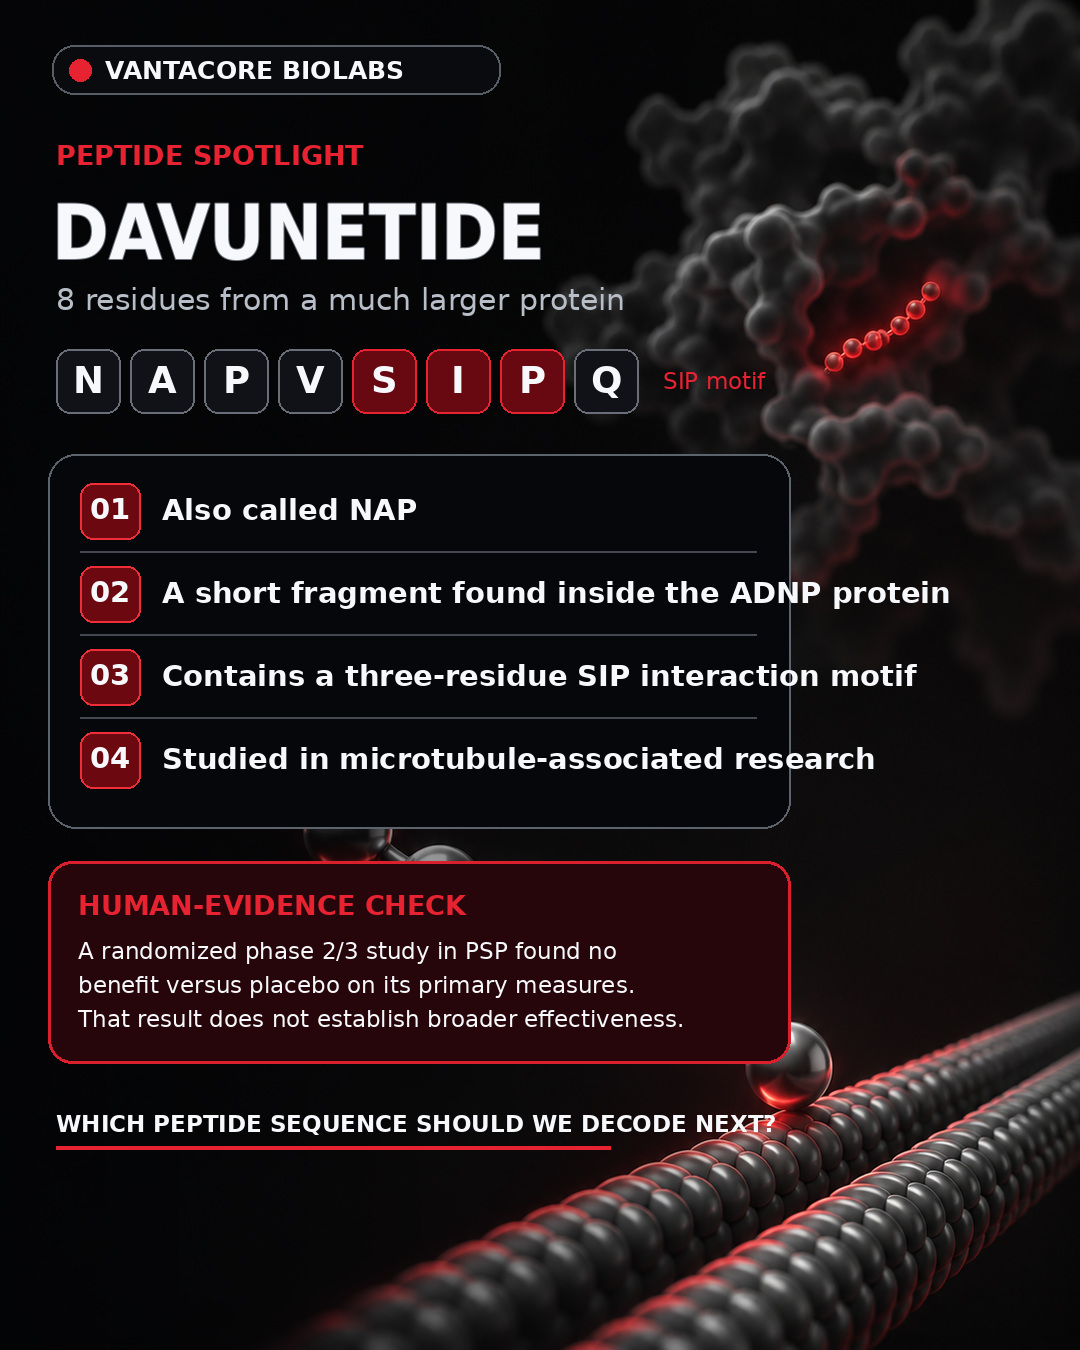 VANTACORE BIOLABS
PEPTIDE SPOTLIGHT
DAVUNETIDE
8 residues from a much larger protein
N A P V S I P Q SIP motif
01 Also called NAP
02 A short fragment found inside the ADNP protein
03 Contains a three-residue SIP interaction motif
04 Studied in microtubule-associated research
HUMAN-EVIDENCE CHECK
A randomized phase 2/3 study in PSP found no
benefit versus placebo on its primary measures.
That result does not establish broader effectiveness.
WHICH PEPTIDE SEQUENCE SHOULD WE DECODE NEXT?